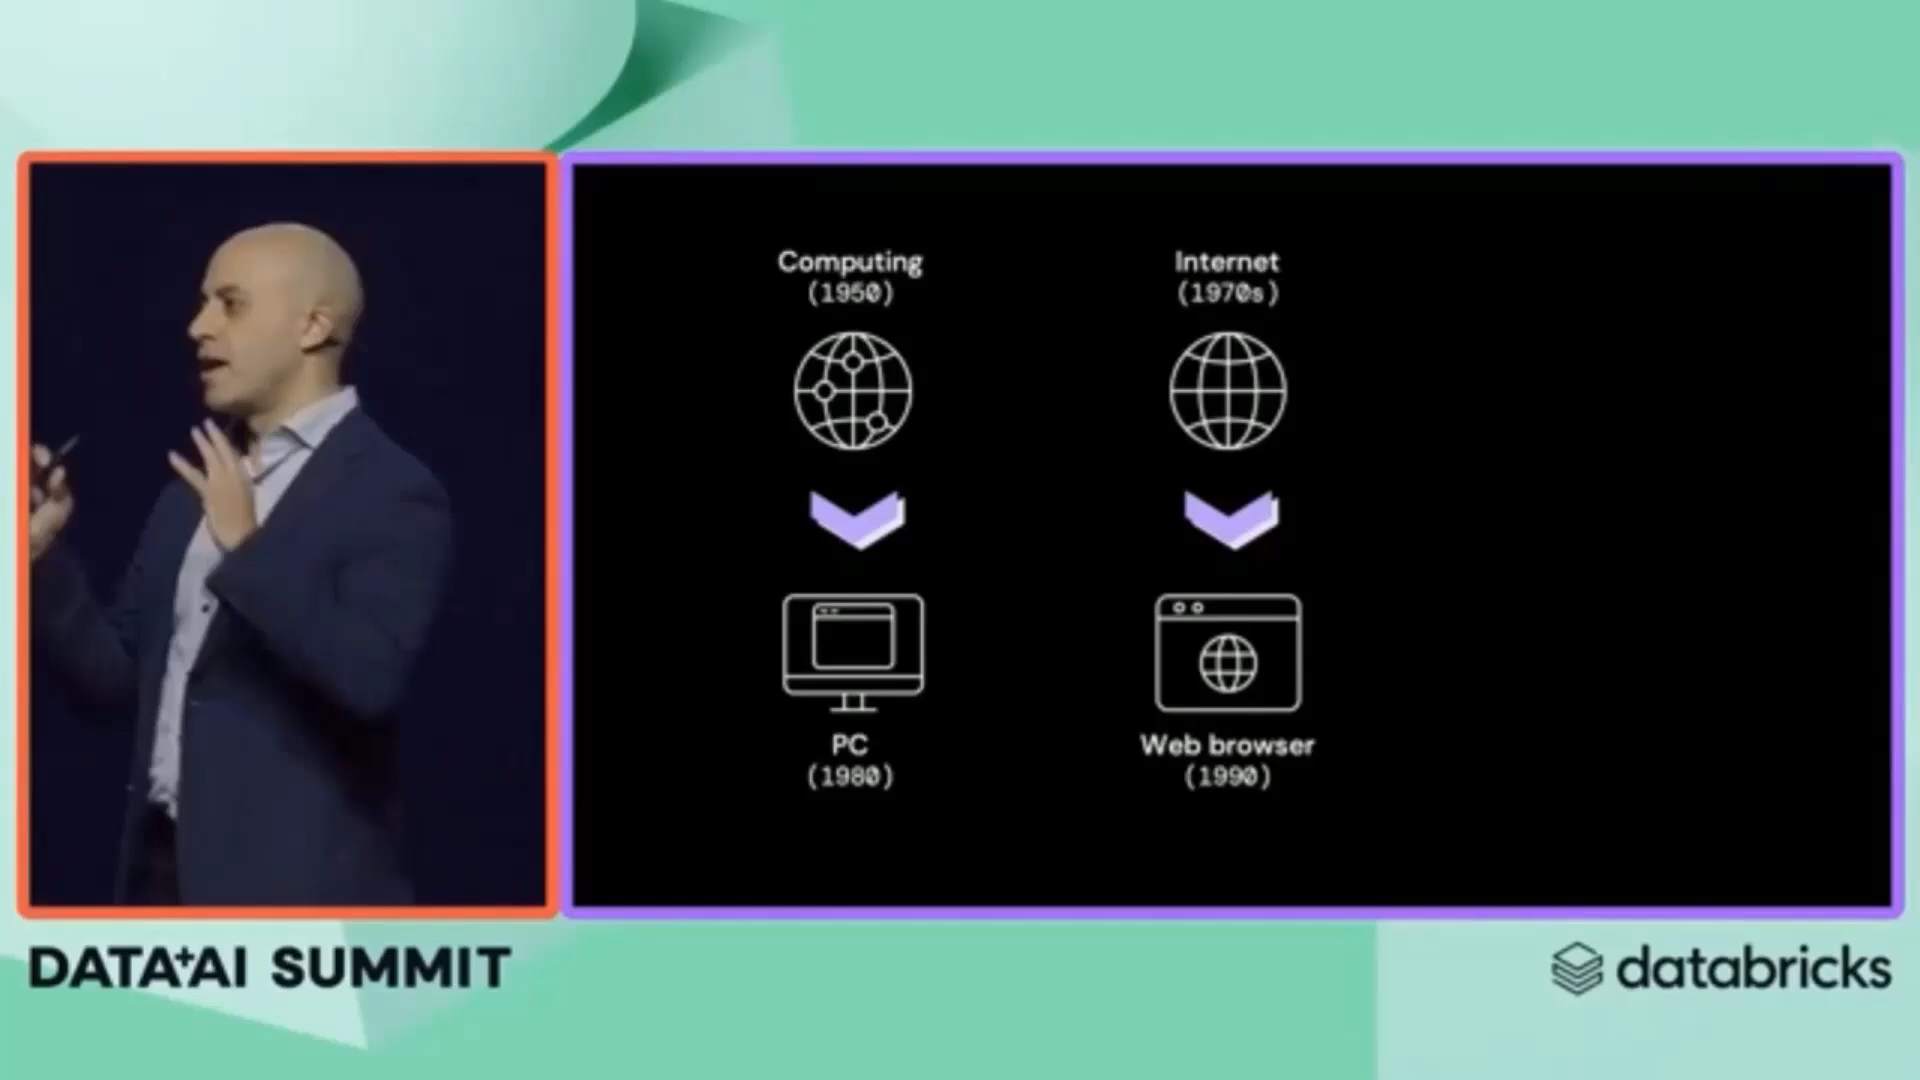 Computing
(1950)
Internet
(1970s)
PC
(1980)
Web browser
(1990)
DATA+AI SUMMIT
databricks